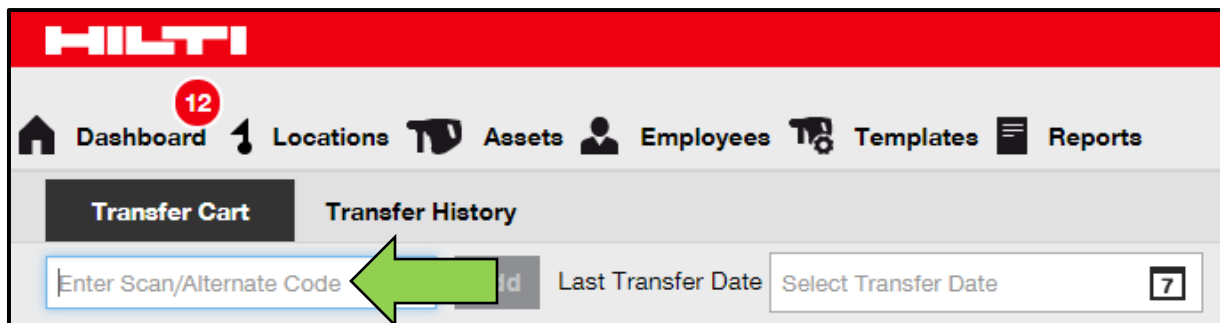 HILTI
12
Dashboard Locations Assets Employees Templates Reports
Transfer Cart Transfer History
Enter Scan/Alternate Code Last Transfer Date Select Transfer Date 7